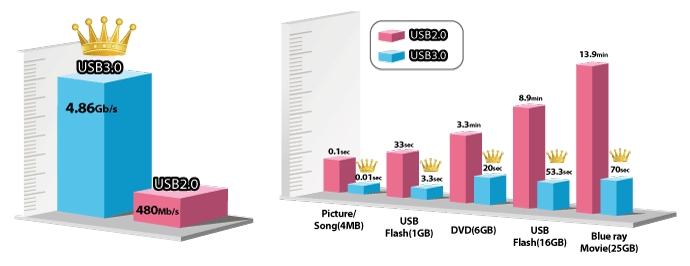 USB3.0
4.86Gb/s
USB2.0
480Mb/s
USB2.0
USB3.0
0.1sec
0.01sec
33sec
3.3sec
3.3min
20sec
8.9min
53.3sec
13.9min
70sec
Picture/
Song(4MB)
USB
Flash(1GB)
DVD(6GB)
USB
Flash(16GB)
Blue ray
Movie(25GB)